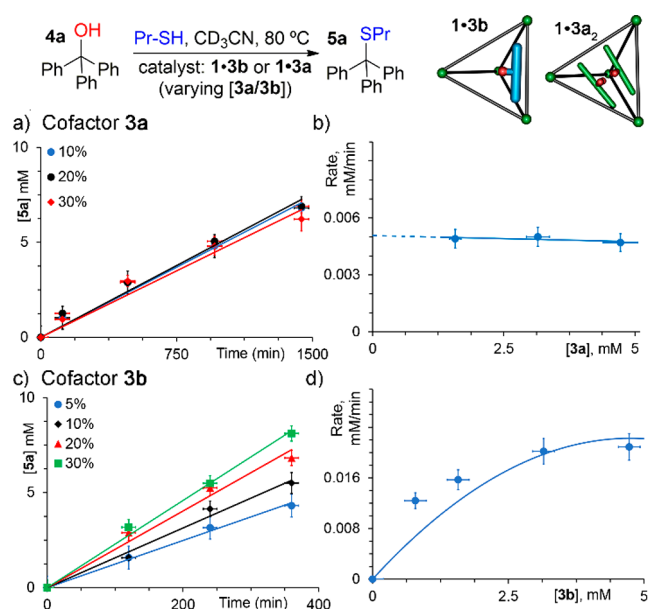 4a
OH
Ph Ph
Ph
Pr-SH, CD3CN, 80 ºC
catalyst: 1•3b or 1•3a
(varying [3a/3b])
5a
SPr
Ph Ph
Ph
1•3b
1•3a2
a) Cofactor 3a
10
5
0
[5a] mM
10%
20%
30%
0 750 1500
Time (min)
b)
Rate, mM/min
0.006
0.003
0
0 2.5 5
[3a], mM
c) Cofactor 3b
10
5
0
[5a] mM
5%
10%
20%
30%
0 200 400
Time (min)
d)
Rate, mM/min
0.016
0.008
0
0 2.5 5
[3b], mM